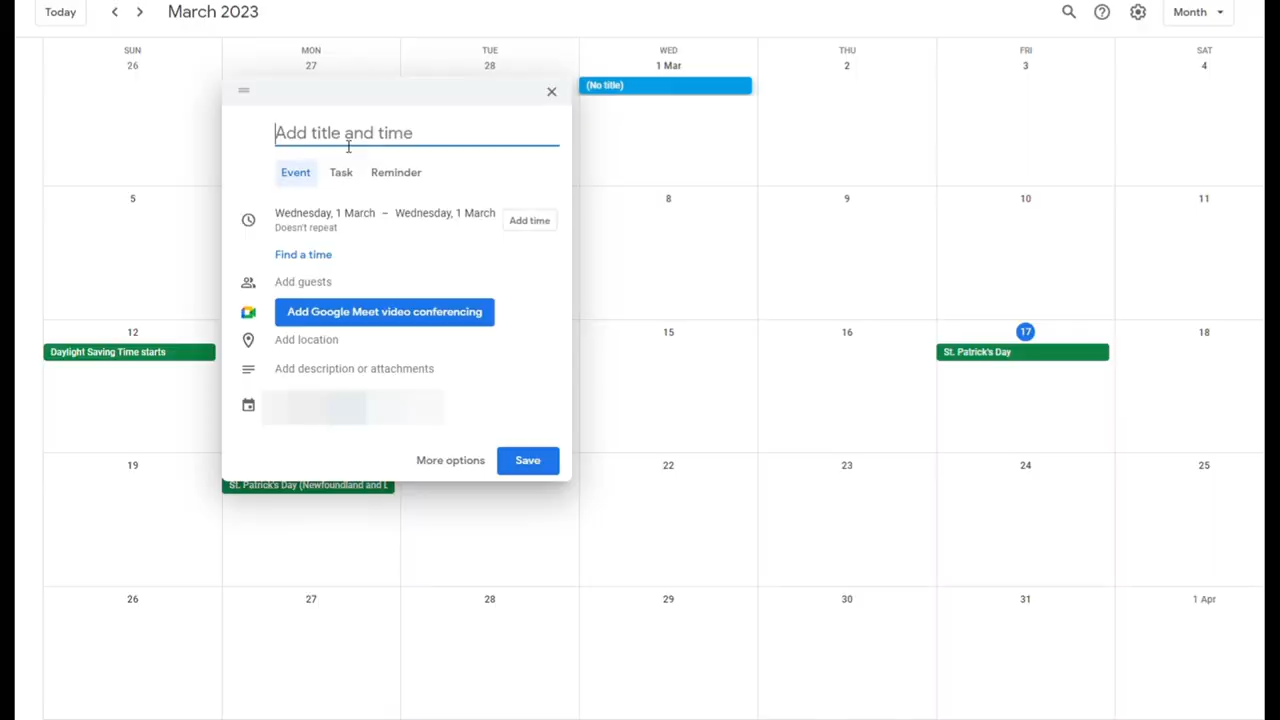 Today
March 2023
Month
SUN MON TUE WED THU FRI SAT
26 27 28 1 Mar 2 3 4
(No title)
Add title and time
Event Task Reminder
5 8 9 10 11
Wednesday, 1 March – Wednesday, 1 March
Add time
Doesn't repeat
Find a time
Add guests
Add Google Meet video conferencing
12 15 16 17 18
Add location
Daylight Saving Time starts
St. Patrick's Day
Add description or attachments
More options
Save
19 22 23 24 25
St. Patrick's Day (Newfoundland and L
26 27 28 29 30 31 1 Apr